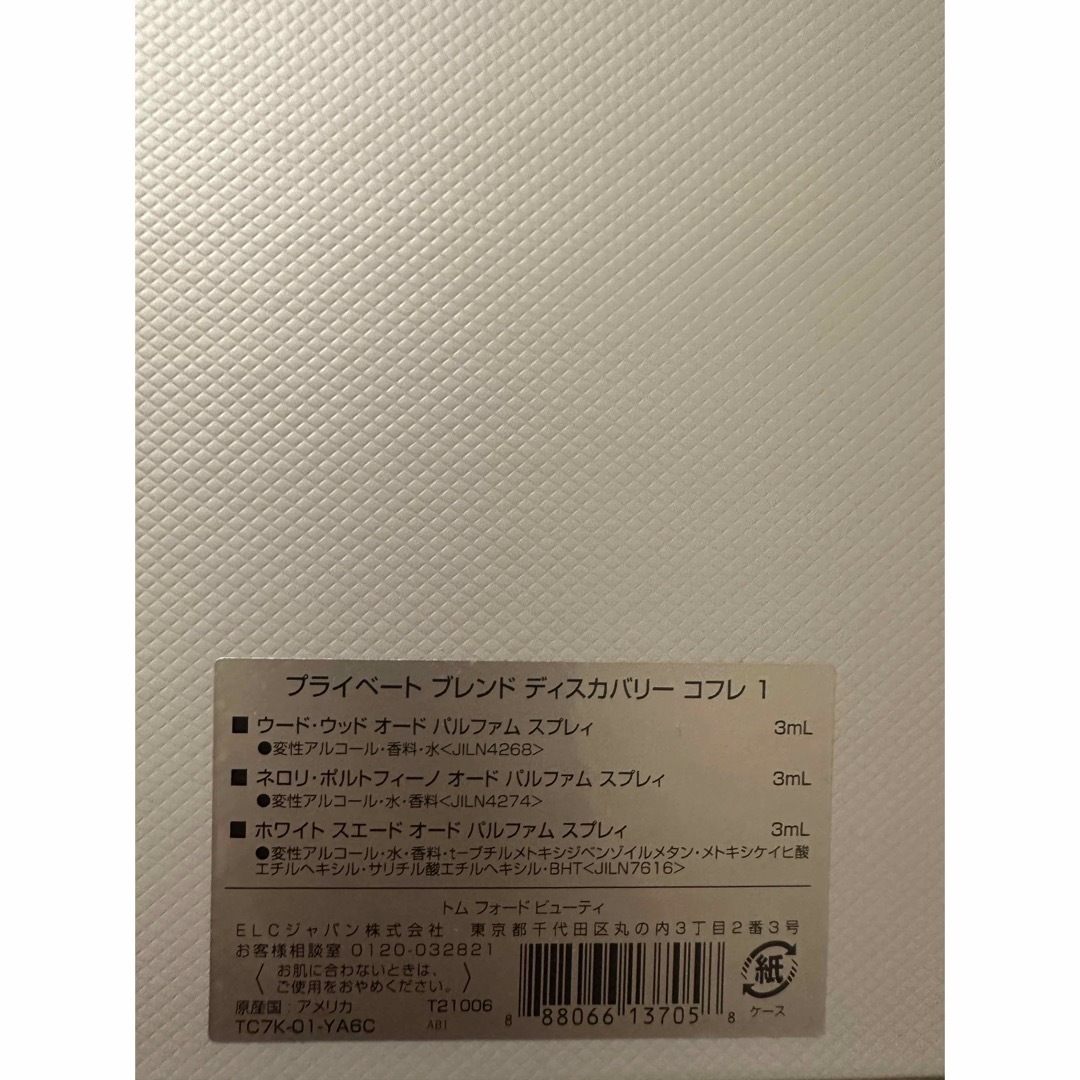 プライベート ブレンド ディスカバリー コフレ 1
■ ウード・ウッド オード パルファム スプレィ 3mL
●変性アルコール・香料・水<JILN4268>
■ ネロリ・ポルトフィーノ オード パルファム スプレィ 3mL
●変性アルコール・水・香料<JILN4274>
■ ホワイト スエード オード パルファム スプレィ 3mL
●変性アルコール・水・香料・t-ブチルメトキシジベンゾイルメタン・メトキシケイヒ酸
エチルヘキシル・サリチル酸エチルヘキシル・BHT<JILN7616>
トム フォード ビューティ
ELCジャパン株式会社 東京都千代田区丸の内3丁目2番3号
お客様相談室 0120-032821
〈 お肌に合わないときは、
ご使用をおやめください。 〉
原産国：アメリカ T21006
TC7K-01-YA6C AB1
8 88066 13705 8
紙
ケース